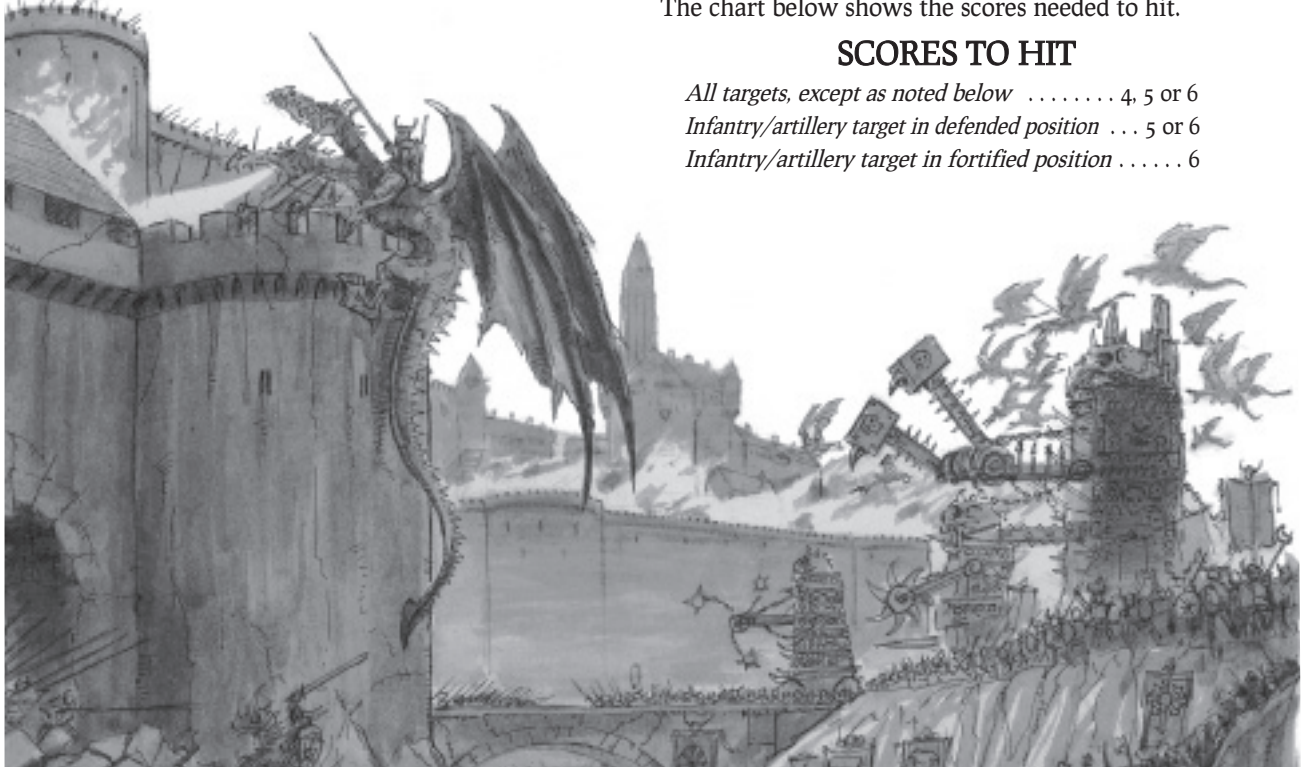 The chart below shows the scores needed to hit.
SCORES TO HIT
All targets, except as noted below . . . . . . . . 4, 5 or 6
Infantry/artillery target in defended position . . . 5 or 6
Infantry/artillery target in fortified position . . . . . . 6